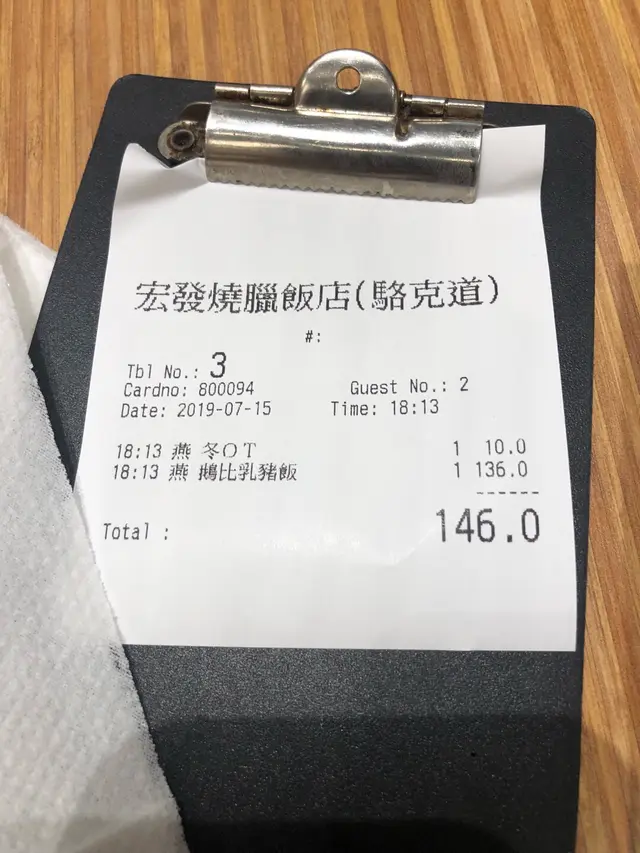 宏發燒臘飯店(駱克道)
#:
Tbl No.: 3
Cardno: 800094 Guest No.: 2
Date: 2019-07-15 Time: 18:13
18:13 燕 冬OT 1 10.0
18:13 燕 鵝比乳豬飯 1 136.0
------
Total : 146.0